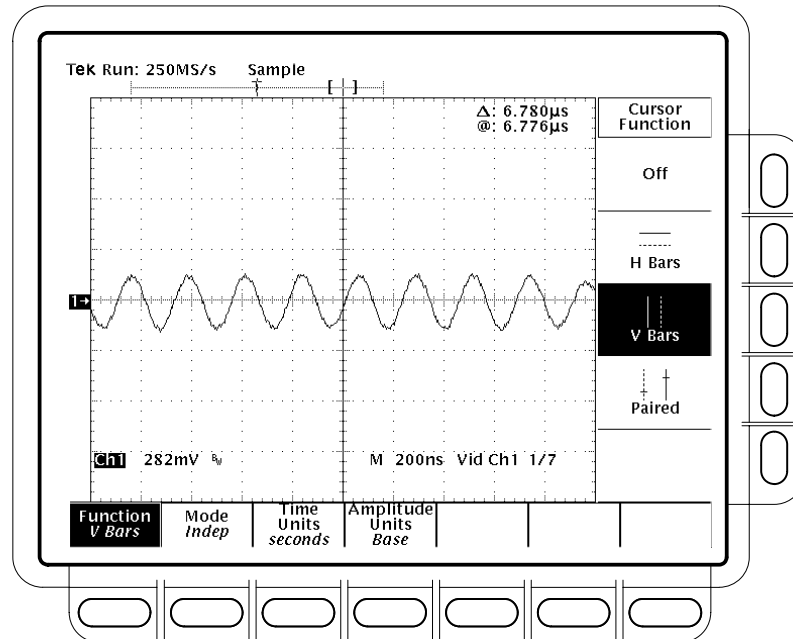 Tek Run: 250MS/s Sample
[ ]
Δ: 6.780µs
@: 6.776µs
Cursor
Function
Off
H Bars
V Bars
Paired
1→
Ch1 282mV BW M 200ns Vid Ch1 1/7
Function
V Bars
Mode
Indep
Time
Units
seconds
Amplitude
Units
Base